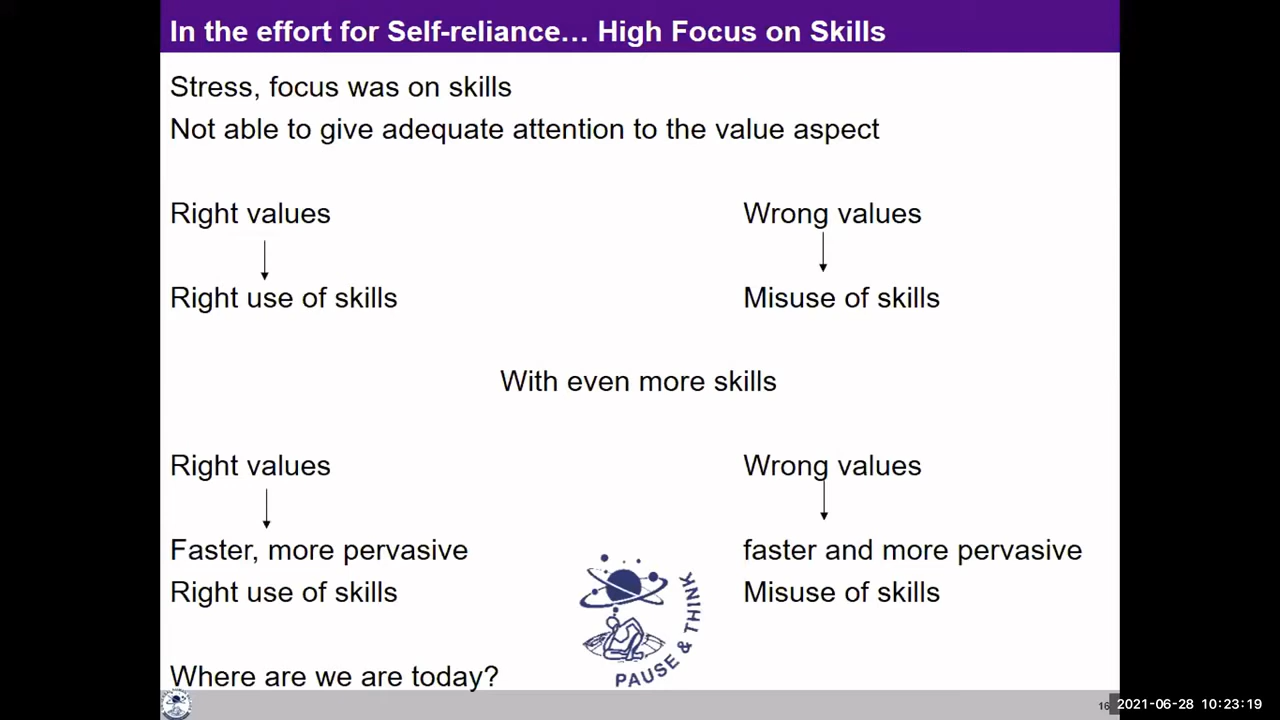 In the effort for Self-reliance… High Focus on Skills
Stress, focus was on skills
Not able to give adequate attention to the value aspect
Right values
Wrong values
Right use of skills
Misuse of skills
With even more skills
Right values
Wrong values
Faster, more pervasive
faster and more pervasive
Right use of skills
Misuse of skills
PAUSE & THINK
Where are we are today?
16
2021-06-28 10:23:19